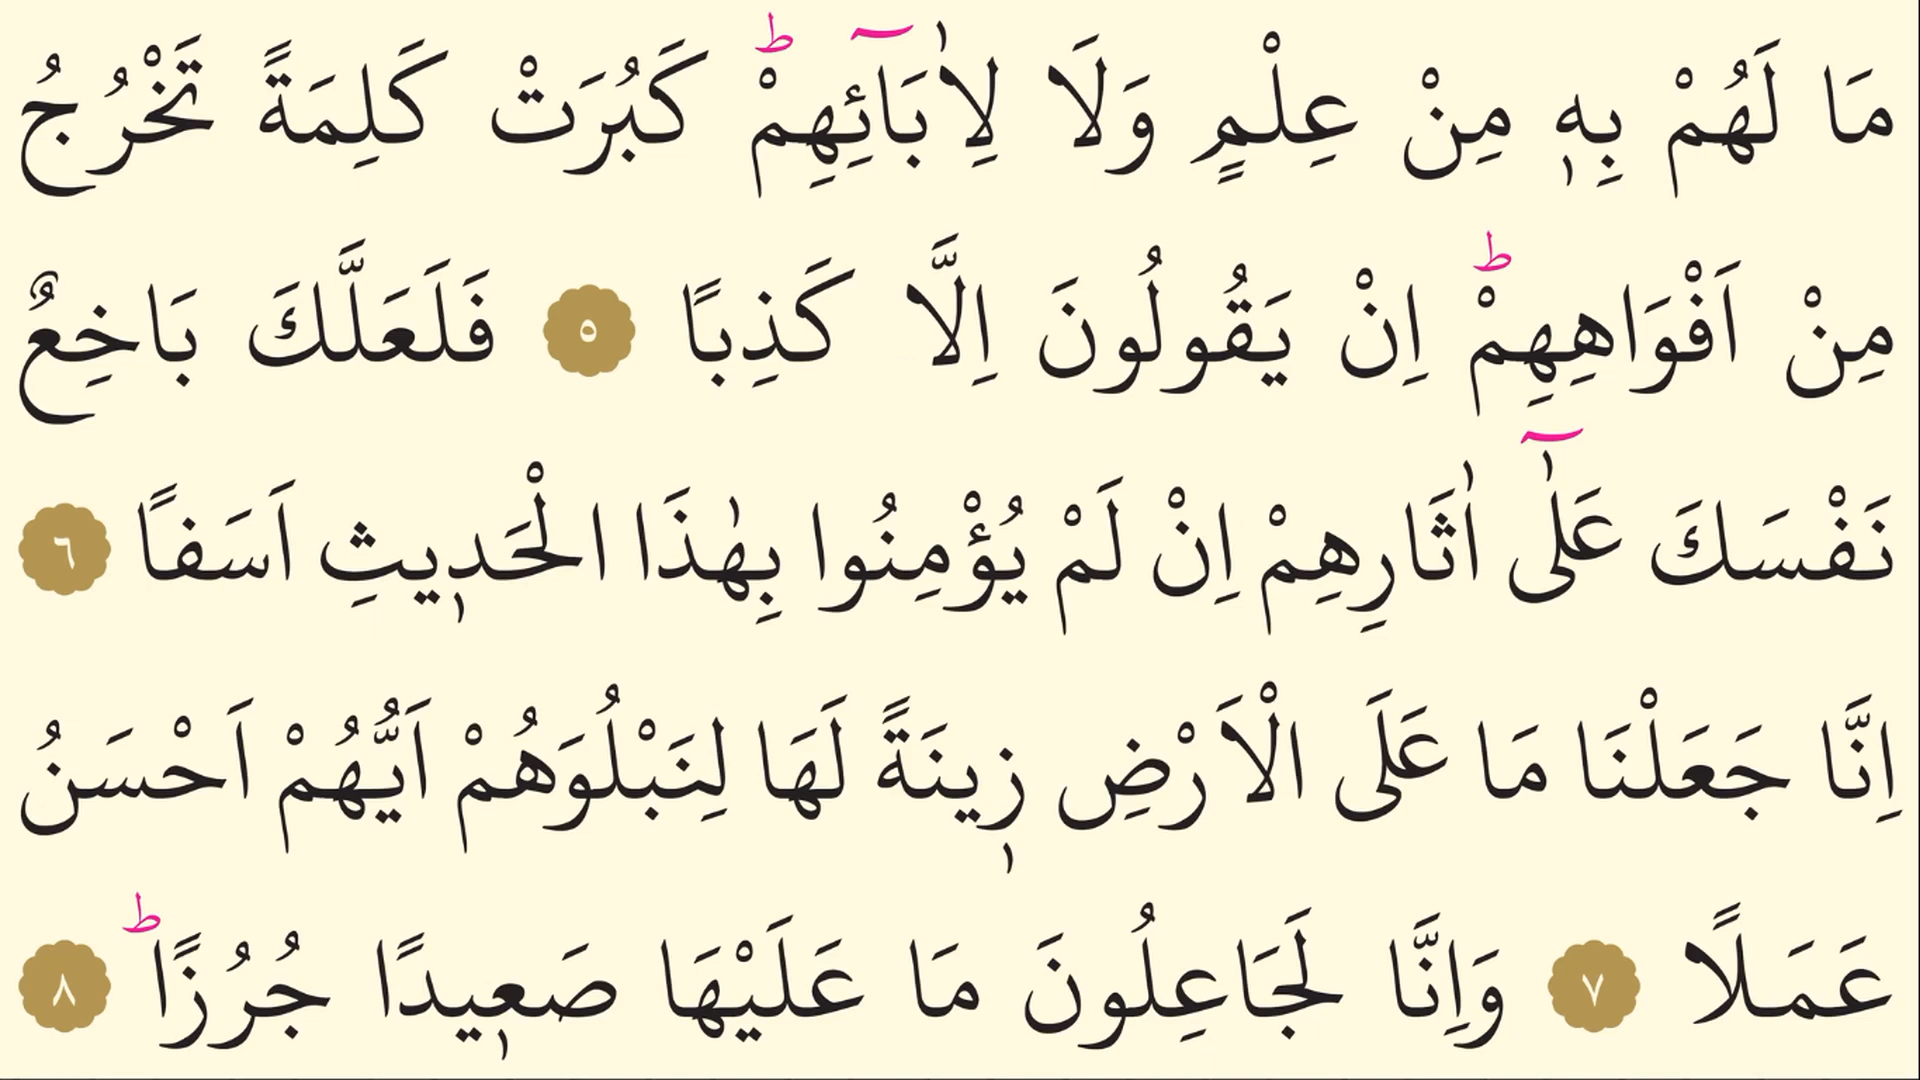 مَا لَهُمْ بِهٖ مِنْ عِلْمٍ وَلَا لِاٰبَٓائِهِمْۜ كَبُرَتْ كَلِمَةً تَخْرُجُ
مِنْ اَفْوَاهِهِمْۜ اِنْ يَقُولُونَ اِلَّا كَذِبًا ٥ فَلَعَلَّكَ بَاخِعٌ
نَفْسَكَ عَلٰٓى اٰثَارِهِمْ اِنْ لَمْ يُؤْمِنُوا بِهٰذَا الْحَدٖيثِ اَسَفًا ٦
اِنَّا جَعَلْنَا مَا عَلَى الْاَرْضِ زٖينَةً لَهَا لِنَبْلُوَهُمْ اَيُّهُمْ اَحْسَنُ
عَمَلًا ٧ وَاِنَّا لَجَاعِلُونَ مَا عَلَيْهَا صَعٖيدًا جُرُزًاۜ ٨